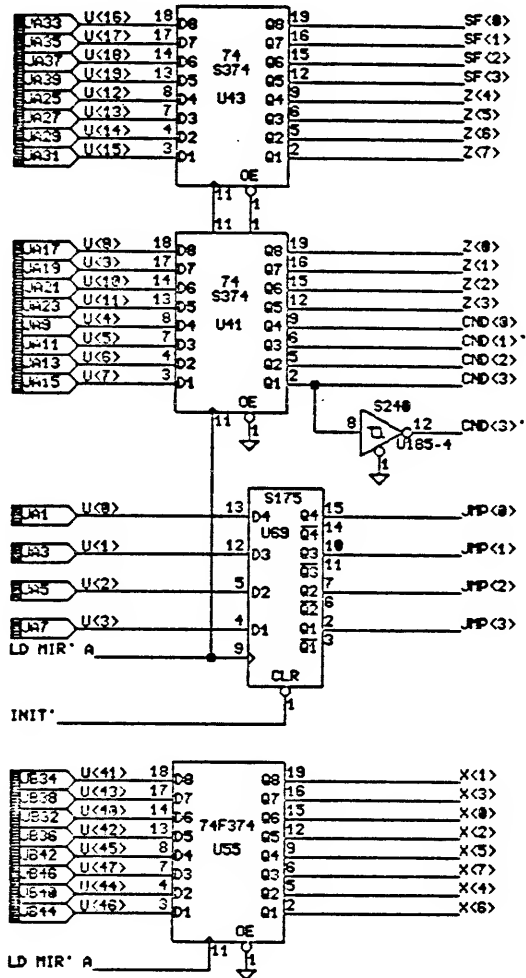 UA33 U<16> 18 D8 Q8 19 SF<0>
UA35 U<17> 17 D7 74 Q7 16 SF<1>
UA37 U<18> 14 D6 S374 Q6 15 SF<2>
UA39 U<19> 13 D5 Q5 12 SF<3>
UA25 U<12> 8 D4 U43 Q4 9 Z<4>
UA27 U<13> 7 D3 Q3 6 Z<5>
UA29 U<14> 4 D2 Q2 5 Z<6>
UA31 U<15> 3 D1 Q1 2 Z<7>
OE
11 1
11 1
UA17 U<8> 18 D8 Q8 19 Z<0>
UA19 U<9> 17 D7 74 Q7 16 Z<1>
UA21 U<10> 14 D6 S374 Q6 15 Z<2>
UA23 U<11> 13 D5 Q5 12 Z<3>
UA9 U<4> 8 D4 U41 Q4 9 CND<0>
UA11 U<5> 7 D3 Q3 6 CND<1>'
UA13 U<6> 4 D2 Q2 5 CND<2>
UA15 U<7> 3 D1 Q1 2 CND<3>
OE
1
S240
8 12 CND<3>'
U185-4
1
S175
UA1 U<0> 13 D4 U69 Q4 15 JMP<0>
Q4 14
UA3 U<1> 12 D3 Q3 10 JMP<1>
Q3 11
UA5 U<2> 5 D2 Q2 7 JMP<2>
Q2 6
UA7 U<3> 4 D1 Q1 2 JMP<3>
Q1 3
LD MIR' A 9
CLR
1
INIT'
UB34 U<41> 18 D8 Q8 19 X<1>
UB38 U<43> 17 D7 Q7 16 X<3>
UB32 U<40> 14 D6 74F374 Q6 15 X<0>
UB36 U<42> 13 D5 U55 Q5 12 X<2>
UB42 U<45> 8 D4 Q4 9 X<5>
UB46 U<47> 7 D3 Q3 6 X<7>
UB40 U<44> 4 D2 Q2 5 X<4>
UB44 U<46> 3 D1 Q1 2 X<6>
OE
LD MIR' A 11 1